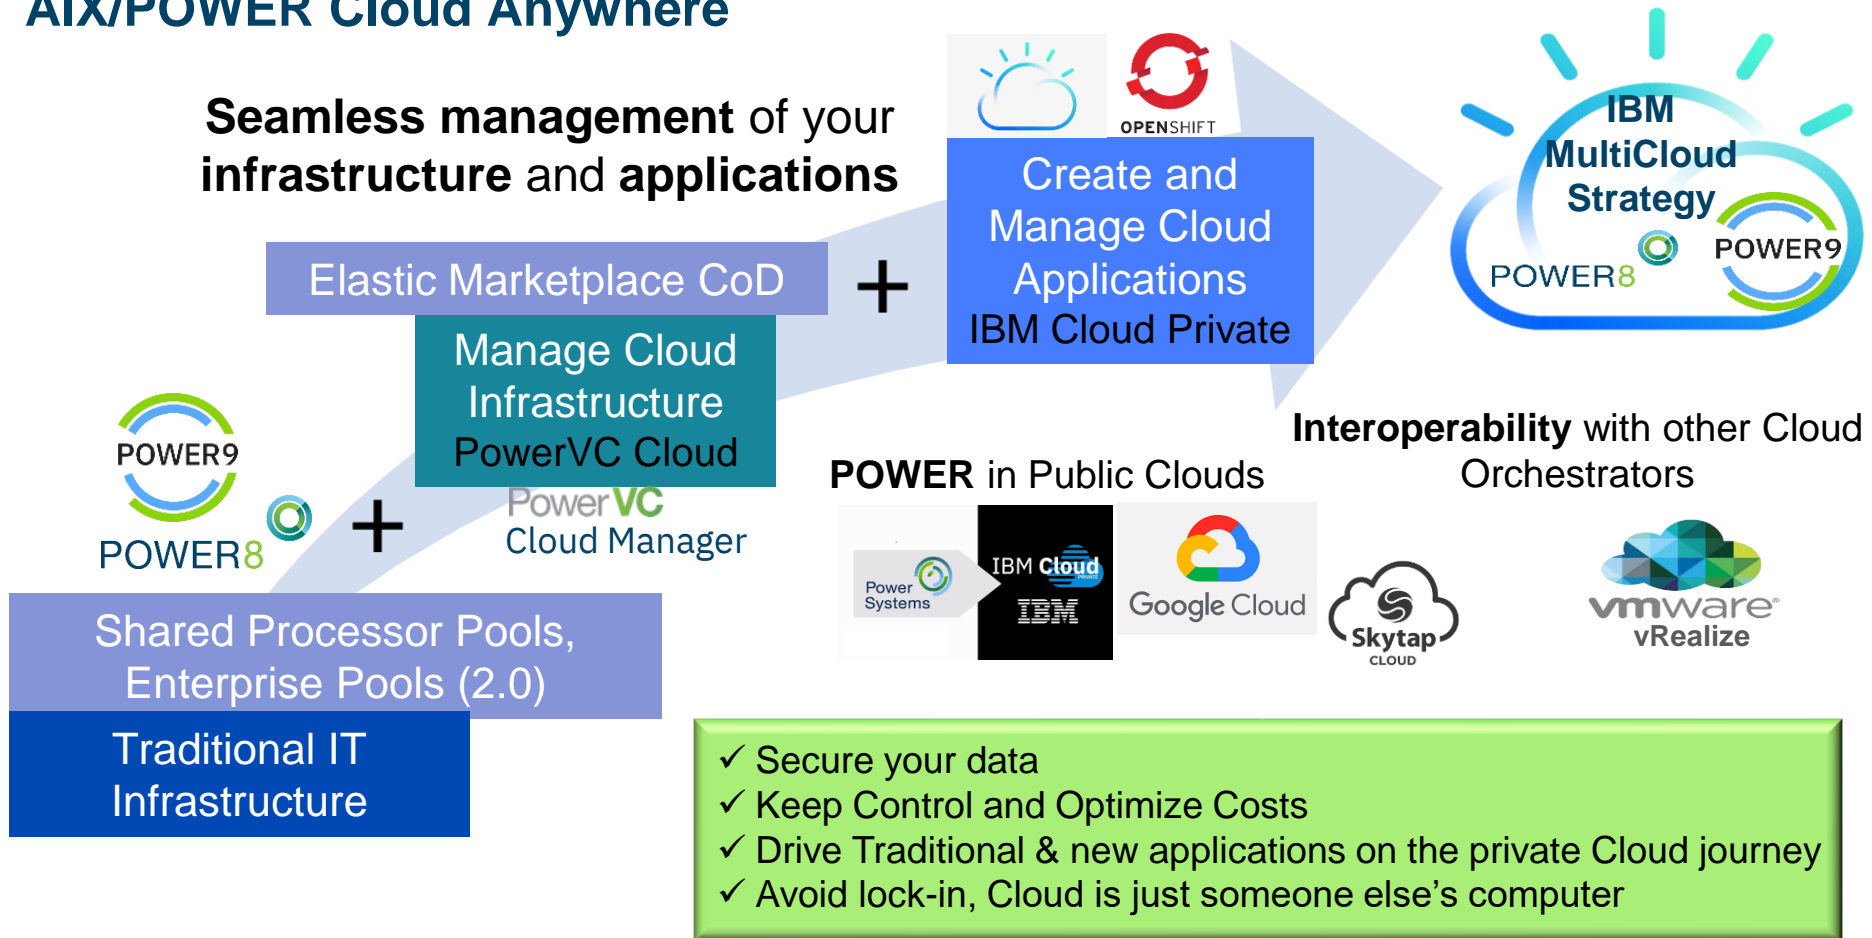 AIX/POWER Cloud Anywhere
Seamless management of your
infrastructure and applications
OPENSHIFT
Create and
Manage Cloud
Applications
IBM Cloud Private
IBM
MultiCloud
Strategy
POWER8
POWER9
Elastic Marketplace CoD
+
Manage Cloud
Infrastructure
PowerVC Cloud
PowerVC
Cloud Manager
POWER9
POWER8
+
Shared Processor Pools,
Enterprise Pools (2.0)
Traditional IT
Infrastructure
POWER in Public Clouds
Power
Systems
IBM Cloud
PRIVATE
IBM
Google Cloud
Interoperability with other Cloud
Orchestrators
Skytap
CLOUD
vmware®
vRealize
✓ Secure your data
✓ Keep Control and Optimize Costs
✓ Drive Traditional & new applications on the private Cloud journey
✓ Avoid lock-in, Cloud is just someone else’s computer